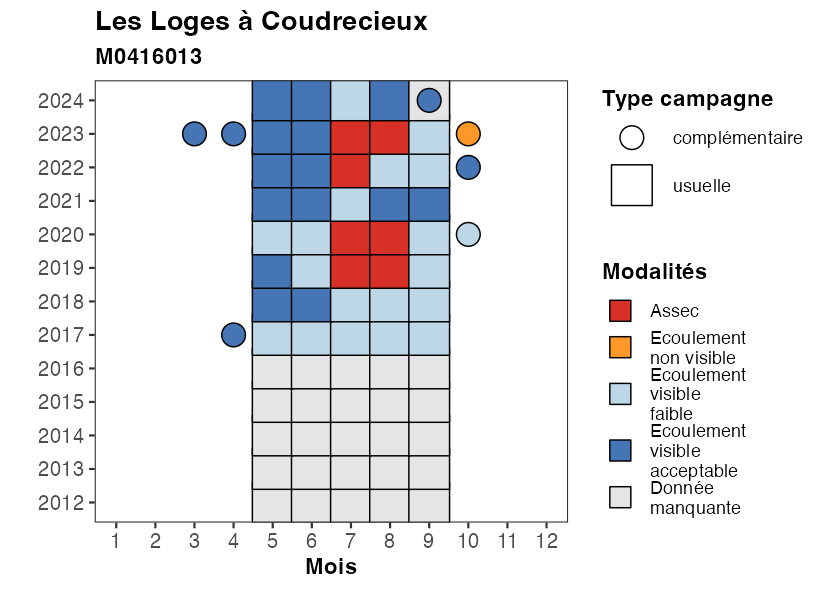 Les Loges à Coudrecieux
M0416013
2024
2023
2022
2021
2020
2019
2018
2017
2016
2015
2014
2013
2012
1 2 3 4 5 6 7 8 9 10 11 12
Mois
Type campagne
complémentaire
usuelle
Modalités
Assec
Ecoulement
non visible
Ecoulement
visible
faible
Ecoulement
visible
acceptable
Donnée
manquante